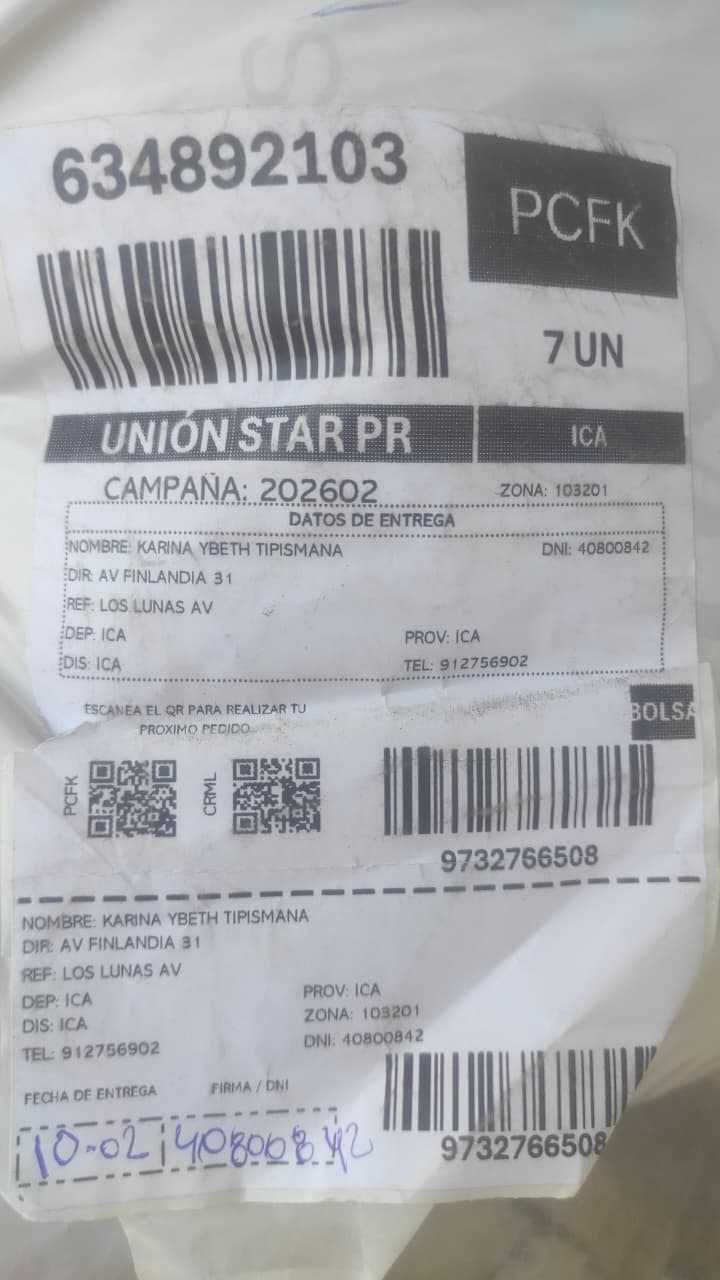 634892103
PCFK
7 UN
UNIÓN STAR PR
ICA
CAMPAÑA: 202602
ZONA: 103201
DATOS DE ENTREGA
NOMBRE: KARINA YBETH TIPISMANA
DNI: 40800842
DIR: AV FINLANDIA 31
REF: LOS LUNAS AV
DEP: ICA
PROV: ICA
DIS: ICA
TEL: 912756902
ESCANEA EL QR PARA REALIZAR TU
PROXIMO PEDIDO
BOLSA
PCFK
CRML
9732766508
NOMBRE: KARINA YBETH TIPISMANA
DIR: AV FINLANDIA 31
REF: LOS LUNAS AV
DEP: ICA
PROV: ICA
DIS: ICA
ZONA: 103201
TEL: 912756902
DNI: 40800842
FECHA DE ENTREGA
FIRMA / DNI
10-02
40800842
9732766508